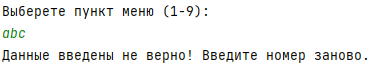 Выберете пункт меню (1-9):
abc
Данные введены не верно! Введите номер заново.